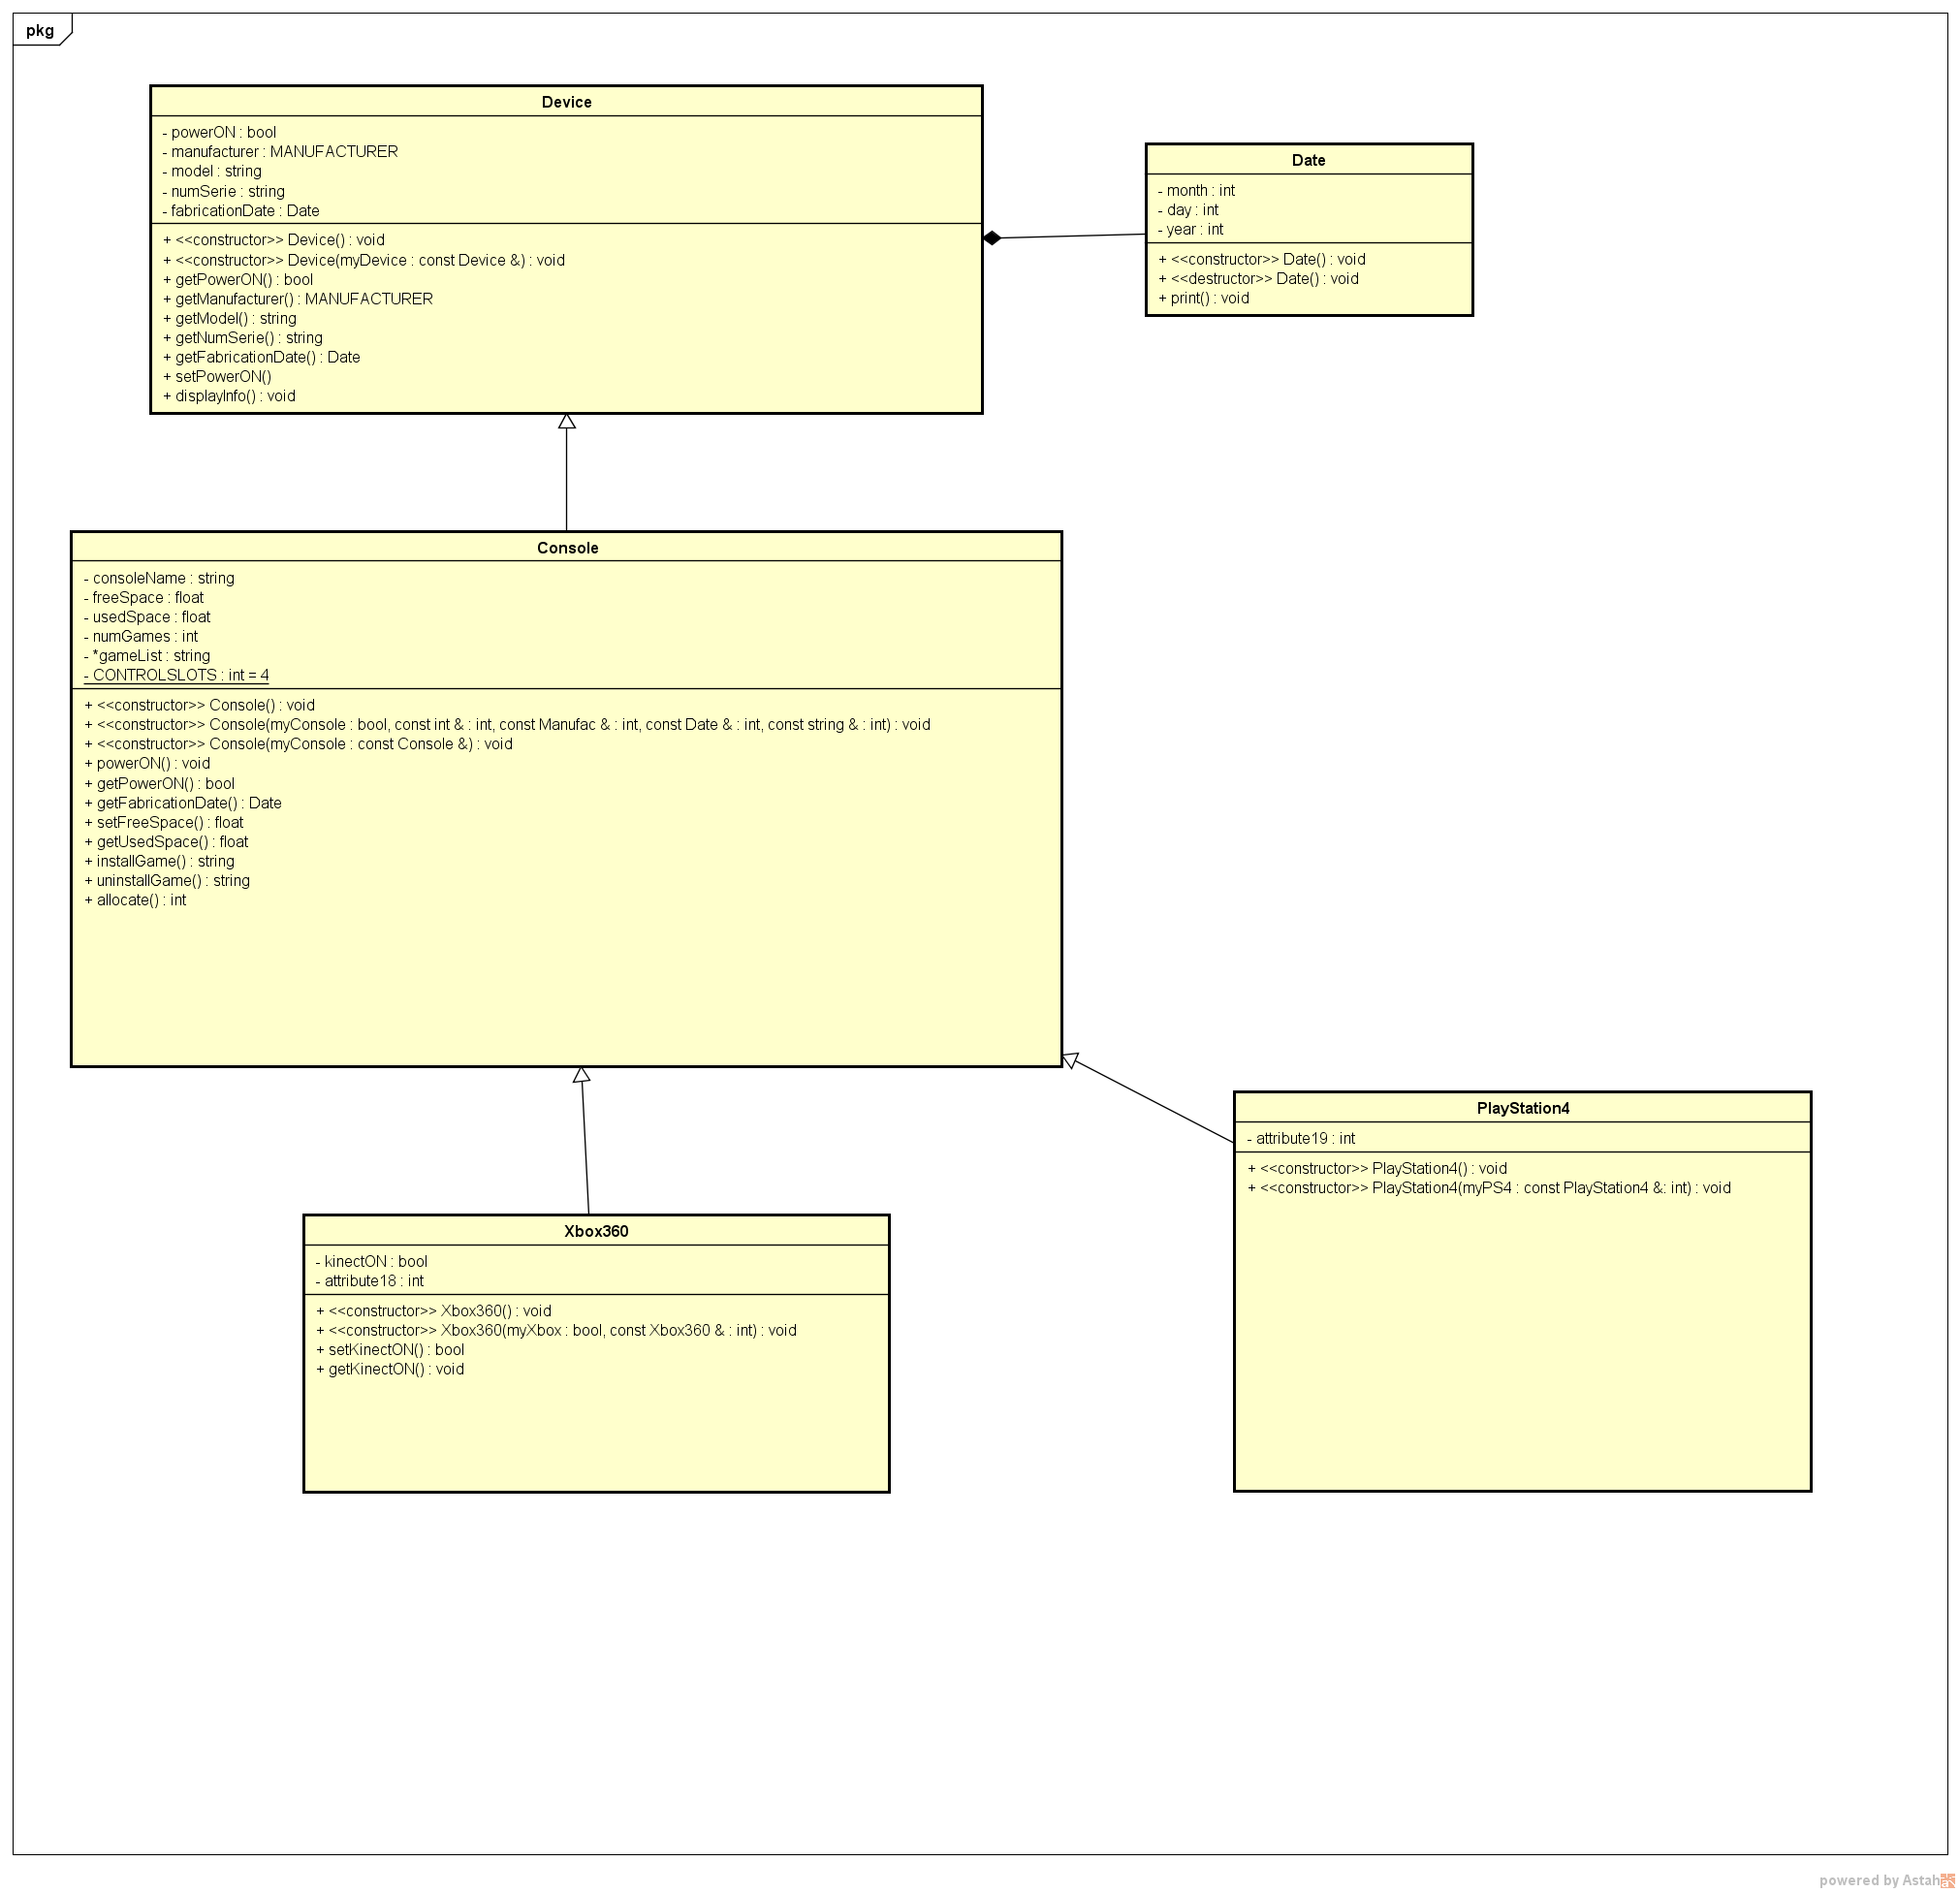 pkg
Device
- powerON : bool
- manufacturer : MANUFACTURER
- model : string
- numSerie : string
- fabricationDate : Date
+ <<constructor>> Device() : void
+ <<constructor>> Device(myDevice : const Device &) : void
+ getPowerON() : bool
+ getManufacturer() : MANUFACTURER
+ getModel() : string
+ getNumSerie() : string
+ getFabricationDate() : Date
+ setPowerON()
+ displayInfo() : void
Date
- month : int
- day : int
- year : int
+ <<constructor>> Date() : void
+ <<destructor>> Date() : void
+ print() : void
Console
- consoleName : string
- freeSpace : float
- usedSpace : float
- numGames : int
- *gameList : string
- CONTROLSLOTS : int = 4
+ <<constructor>> Console() : void
+ <<constructor>> Console(myConsole : bool, const int & : int, const Manufac & : int, const Date & : int, const string & : int) : void
+ <<constructor>> Console(myConsole : const Console &) : void
+ powerON() : void
+ getPowerON() : bool
+ getFabricationDate() : Date
+ setFreeSpace() : float
+ getUsedSpace() : float
+ installGame() : string
+ uninstallGame() : string
+ allocate() : int
PlayStation4
- attribute19 : int
+ <<constructor>> PlayStation4() : void
+ <<constructor>> PlayStation4(myPS4 : const PlayStation4 &: int) : void
Xbox360
- kinectON : bool
- attribute18 : int
+ <<constructor>> Xbox360() : void
+ <<constructor>> Xbox360(myXbox : bool, const Xbox360 & : int) : void
+ setKinectON() : bool
+ getKinectON() : void
powered by Astah